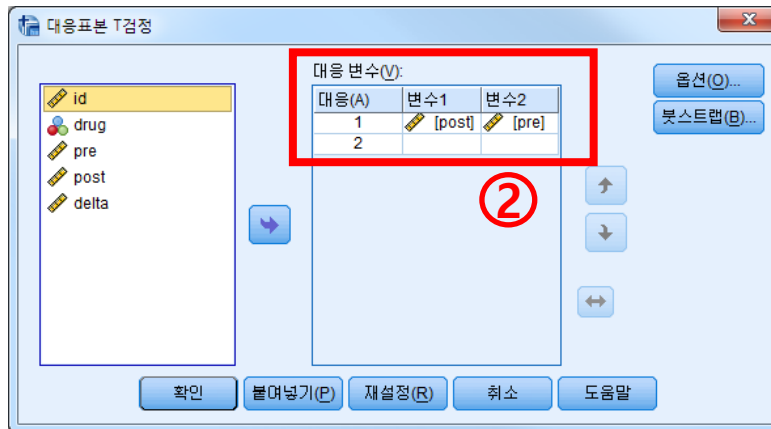 대응표본 T검정
대응 변수(V):
id
drug
pre
post
delta
대응(A) 변수1 변수2
1 [post] [pre]
2
②
옵션(O)...
붓스트랩(B)...
확인 붙여넣기(P) 재설정(R) 취소 도움말